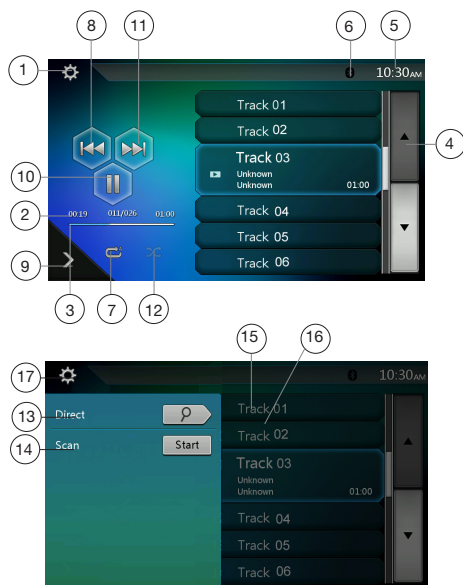 8
11
6
5
1
10:30AM
Track 01
Track 02
4
Track 03
Unknown
Unknown 01:00
10
2
00:19 011/026 01:00
Track 04
Track 05
9
Track 06
3
7
12
15
16
17
10:30AM
13
Direct
Track 01
14
Scan Start
Track 02
Track 03
Unknown
Unknown 01:00
Track 04
Track 05
Track 06